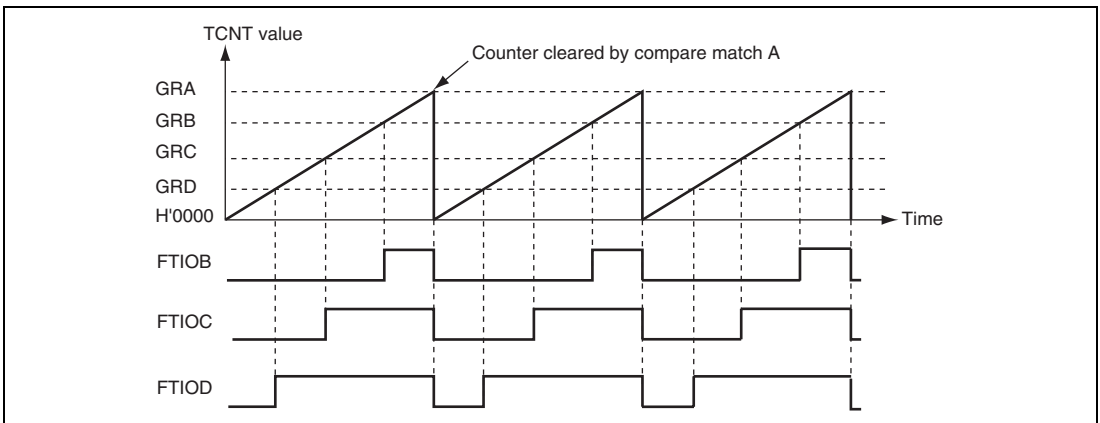 TCNT value
Counter cleared by compare match A
GRA
GRB
GRC
GRD
H'0000
Time
FTIOB
FTIOC
FTIOD